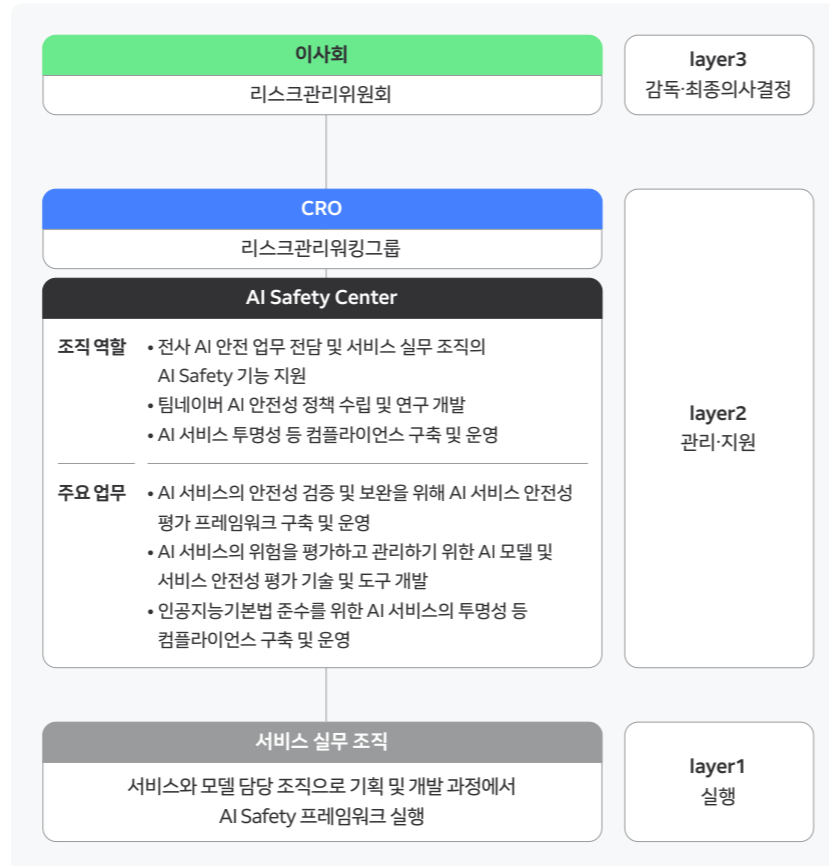 이사회
리스크관리위원회
layer3
감독·최종의사결정
CRO
리스크관리워킹그룹
AI Safety Center
조직 역할
• 전사 AI 안전 업무 전담 및 서비스 실무 조직의
AI Safety 기능 지원
• 팀네이버 AI 안전성 정책 수립 및 연구 개발
• AI 서비스 투명성 등 컴플라이언스 구축 및 운영
주요 업무
• AI 서비스의 안전성 검증 및 보완을 위해 AI 서비스 안전성
평가 프레임워크 구축 및 운영
• AI 서비스의 위험을 평가하고 관리하기 위한 AI 모델 및
서비스 안전성 평가 기술 및 도구 개발
• 인공지능기본법 준수를 위한 AI 서비스의 투명성 등
컴플라이언스 구축 및 운영
layer2
관리·지원
서비스 실무 조직
서비스와 모델 담당 조직으로 기획 및 개발 과정에서
AI Safety 프레임워크 실행
layer1
실행